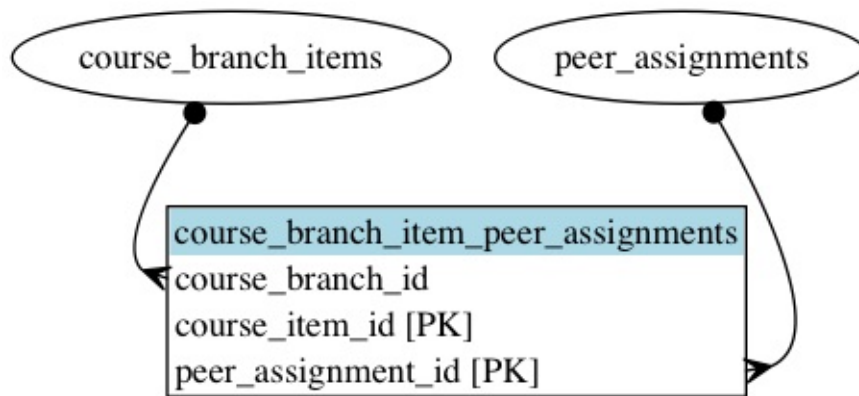 course_branch_items
peer_assignments
course_branch_item_peer_assignments
course_branch_id
course_item_id [PK]
peer_assignment_id [PK]